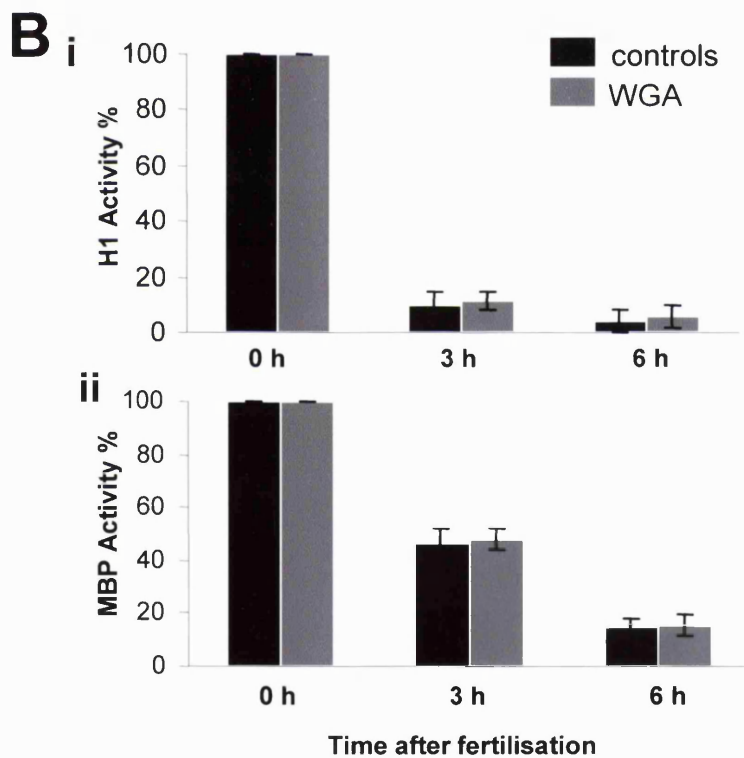 B i
controls
WGA
H1 Activity %
100
80
60
40
20
0
0 h 3 h 6 h
ii
MBP Activity %
100
80
60
40
20
0
0 h 3 h 6 h
Time after fertilisation